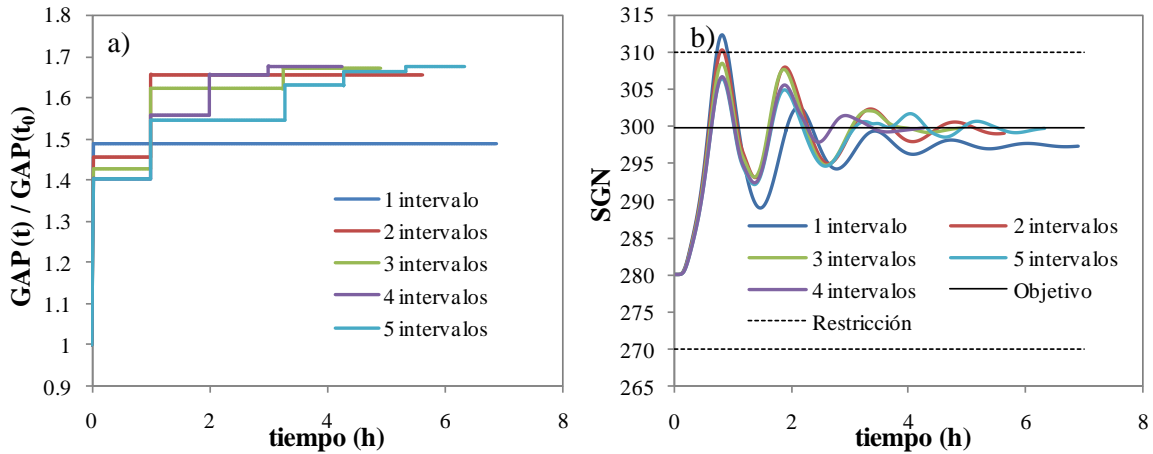 a)
GAP (t) / GAP(t0)
1.8
1.7
1.6
1.5
1.4
1.3
1.2
1.1
1
0.9
1 intervalo
2 intervalos
3 intervalos
4 intervalos
5 intervalos
0 2 4 6 8
tiempo (h)
b)
SGN
315
310
305
300
295
290
285
280
275
270
265
1 intervalo 2 intervalos
3 intervalos 5 intervalos
4 intervalos Objetivo
Restricción
0 2 4 6 8
tiempo (h)